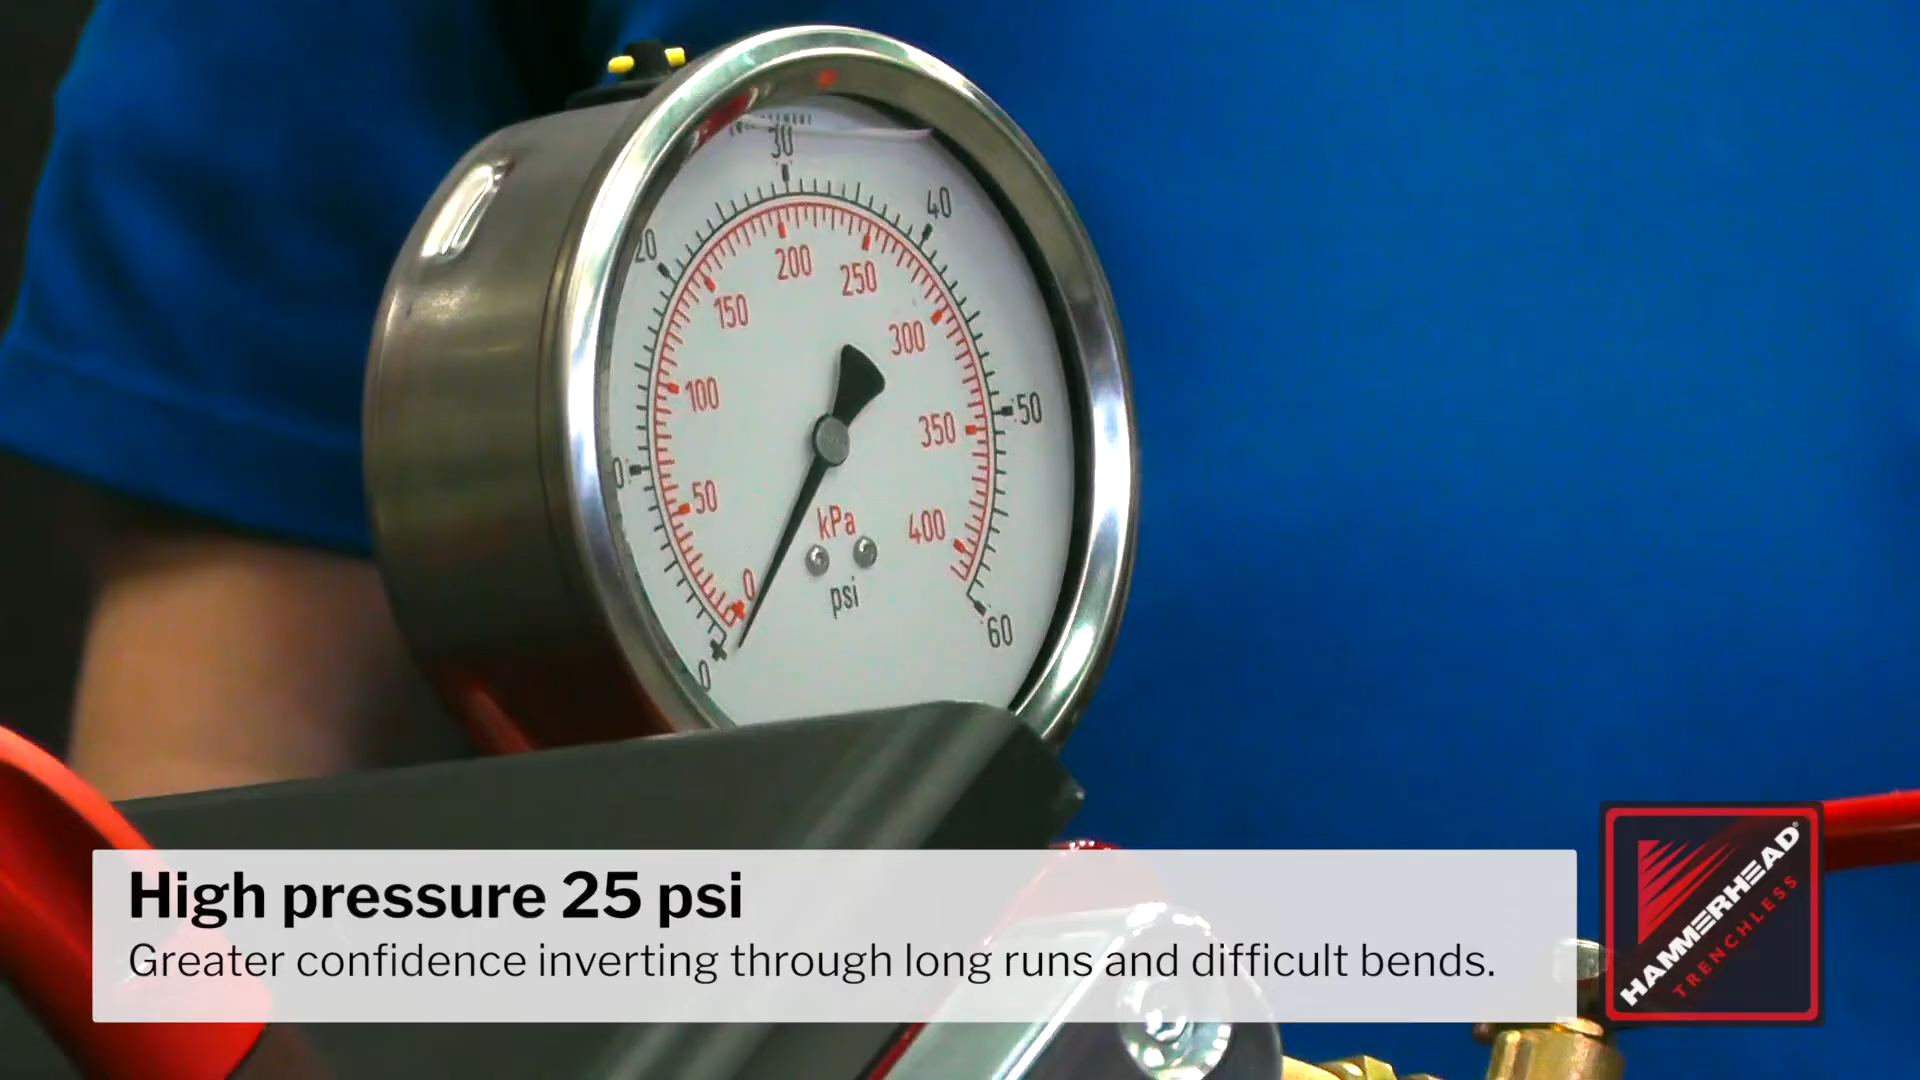 30
40
20
200
250
150
300
100
50
350
0
50
kPa
400
0
psi
60
0
High pressure 25 psi
Greater confidence inverting through long runs and difficult bends.
HAMMERHEAD®
TRENCHLESS